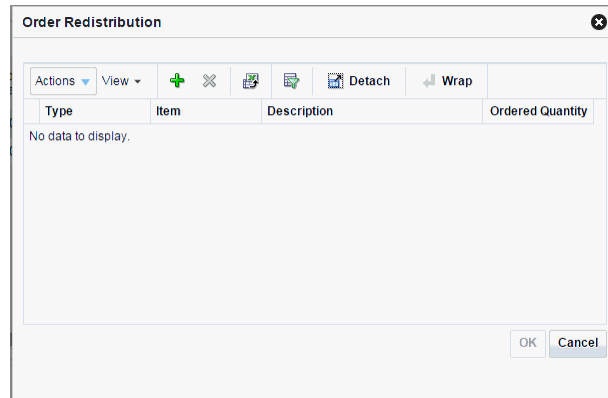 Order Redistribution
Actions View Detach Wrap
Type Item Description Ordered Quantity
No data to display.
OK Cancel